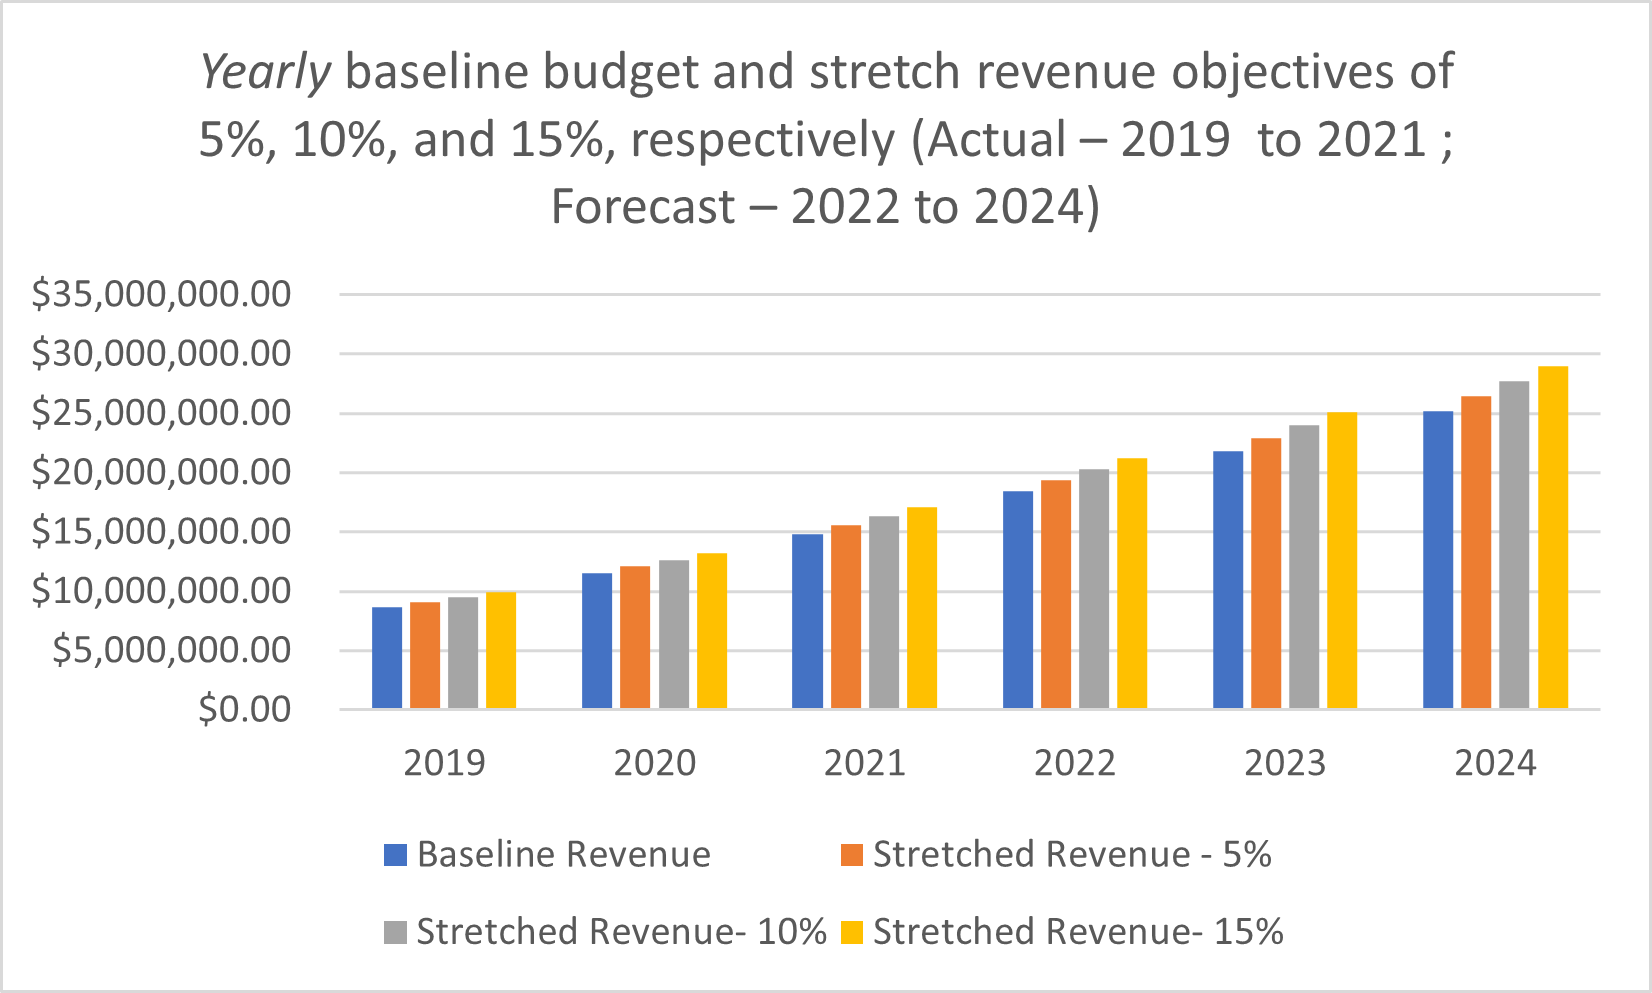 Yearly baseline budget and stretch revenue objectives of
5%, 10%, and 15%, respectively (Actual – 2019  to 2021 ;
Forecast – 2022 to 2024)
$35,000,000.00
$30,000,000.00
$25,000,000.00
$20,000,000.00
$15,000,000.00
$10,000,000.00
$5,000,000.00
$0.00
2019 2020 2021 2022 2023 2024
Baseline Revenue Stretched Revenue - 5%
Stretched Revenue- 10% Stretched Revenue- 15%